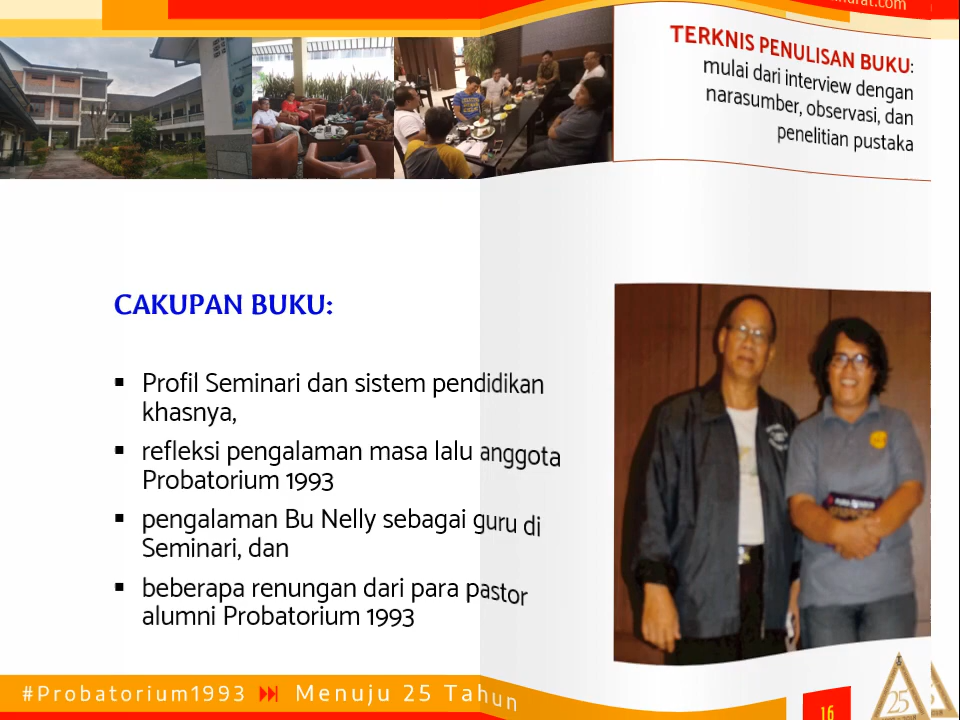 TERKNIS PENULISAN BUKU:
mulai dari interview dengan
narasumber, observasi, dan
penelitian pustaka
CAKUPAN BUKU:
▪ Profil Seminari dan sistem pendidikan
khasnya,
▪ refleksi pengalaman masa lalu anggota
Probatorium 1993
▪ pengalaman Bu Nelly sebagai guru di
Seminari, dan
▪ beberapa renungan dari para pastor
alumni Probatorium 1993
#Probatorium1993 Menuju 25 Tahun
16
25